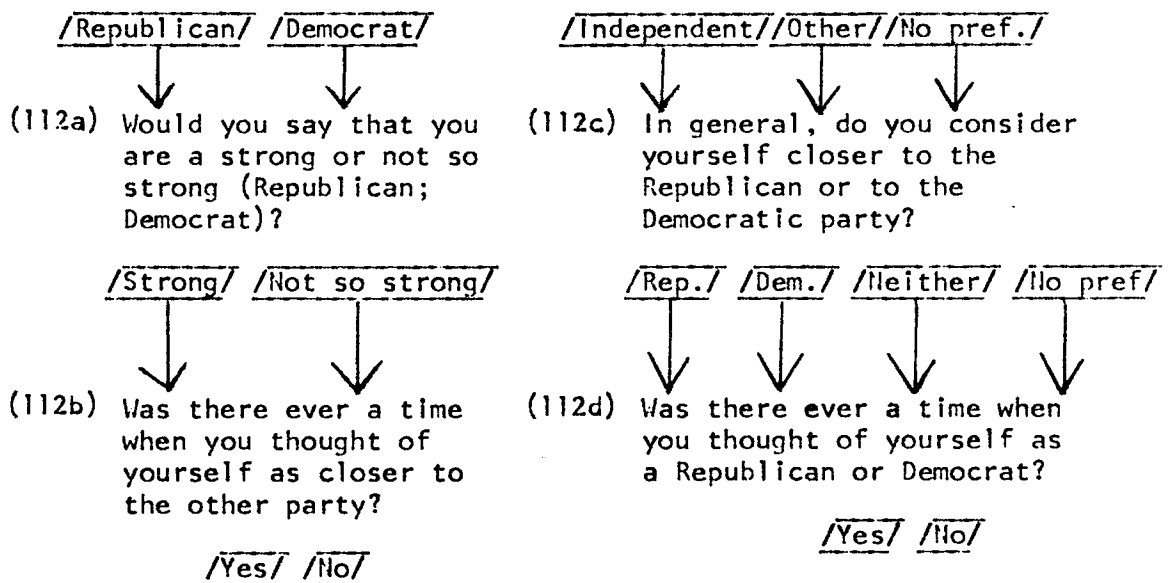 /Republican/ /Democrat/
(112a) Would you say that you
are a strong or not so
strong (Republican;
Democrat)?
/Strong/ /Not so strong/
(112b) Was there ever a time
when you thought of
yourself as closer to
the other party?
/Yes/ /No/
/Independent//Other//No pref./
(112c) In general, do you consider
yourself closer to the
Republican or to the
Democratic party?
/Rep./ /Dem./ /Neither/ /No pref/
(112d) Was there ever a time when
you thought of yourself as
a Republican or Democrat?
/Yes/ /No/